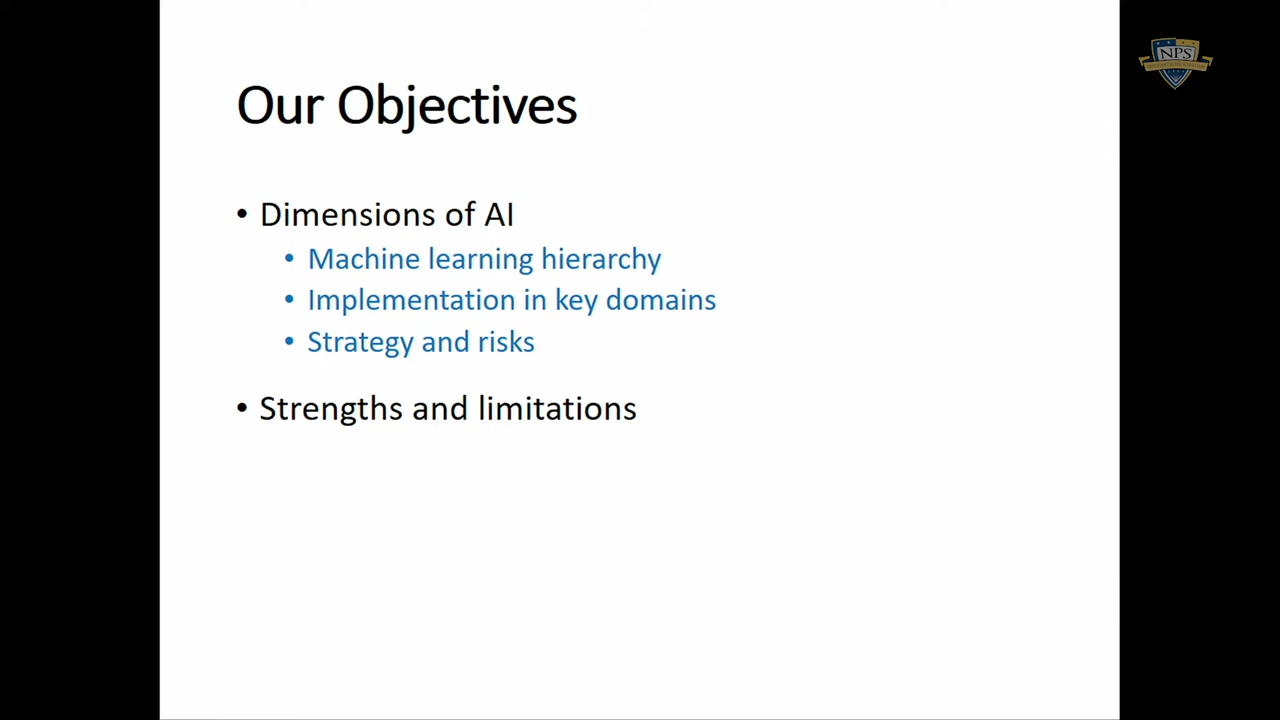 Our Objectives
• Dimensions of AI
• Machine learning hierarchy
• Implementation in key domains
• Strategy and risks
• Strengths and limitations
NPS